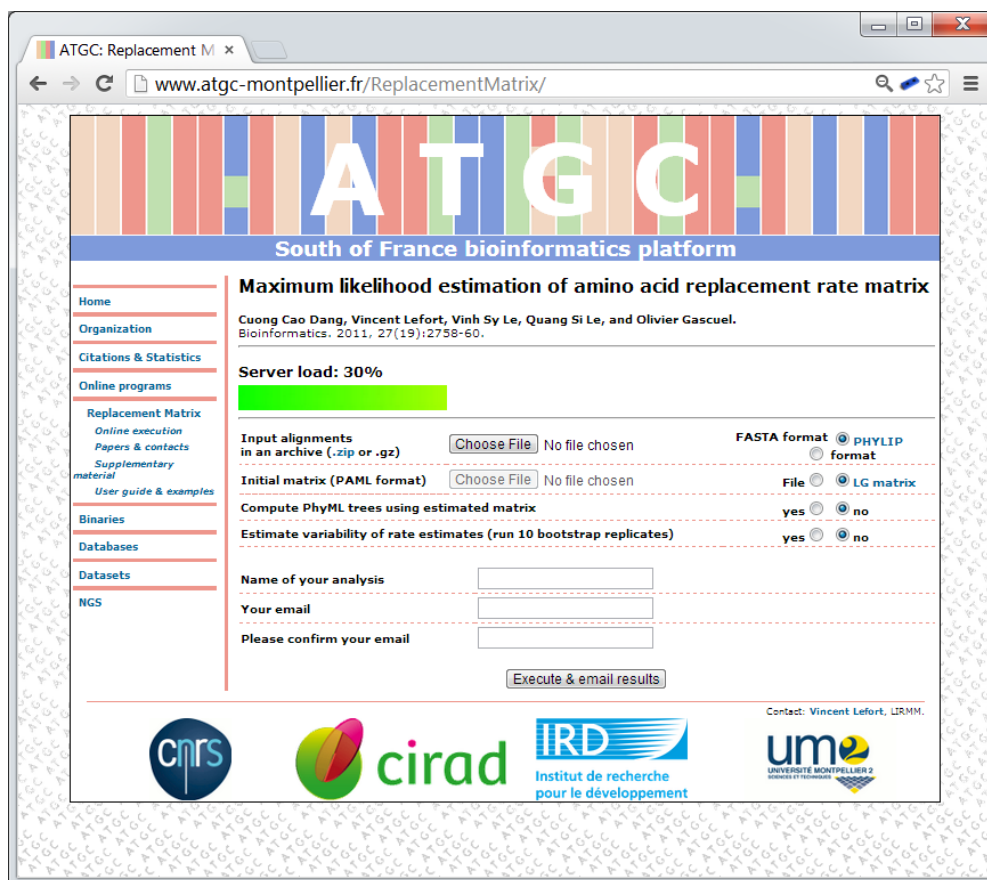 ATGC: Replacement M
www.atgc-montpellier.fr/ReplacementMatrix/
ATGC
South of France bioinformatics platform
Home
Organization
Citations & Statistics
Online programs
Replacement Matrix
Online execution
Papers & contacts
Supplementary
material
User guide & examples
Binaries
Databases
Datasets
NGS
Maximum likelihood estimation of amino acid replacement rate matrix
Cuong Cao Dang, Vincent Lefort, Vinh Sy Le, Quang Si Le, and Olivier Gascuel.
Bioinformatics. 2011, 27(19):2758-60.
Server load: 30%
Input alignments
in an archive (.zip or .gz)
Choose File No file chosen
FASTA format PHYLIP
format
Initial matrix (PAML format) Choose File No file chosen File LG matrix
Compute PhyML trees using estimated matrix yes no
Estimate variability of rate estimates (run 10 bootstrap replicates) yes no
Name of your analysis
Your email
Please confirm your email
Execute & email results
Contact: Vincent Lefort, LIRMM.
cnrs
cirad
IRD
Institut de recherche
pour le développement
um2
UNIVERSITÉ MONTPELLIER 2
SCIENCES ET TECHNIQUES